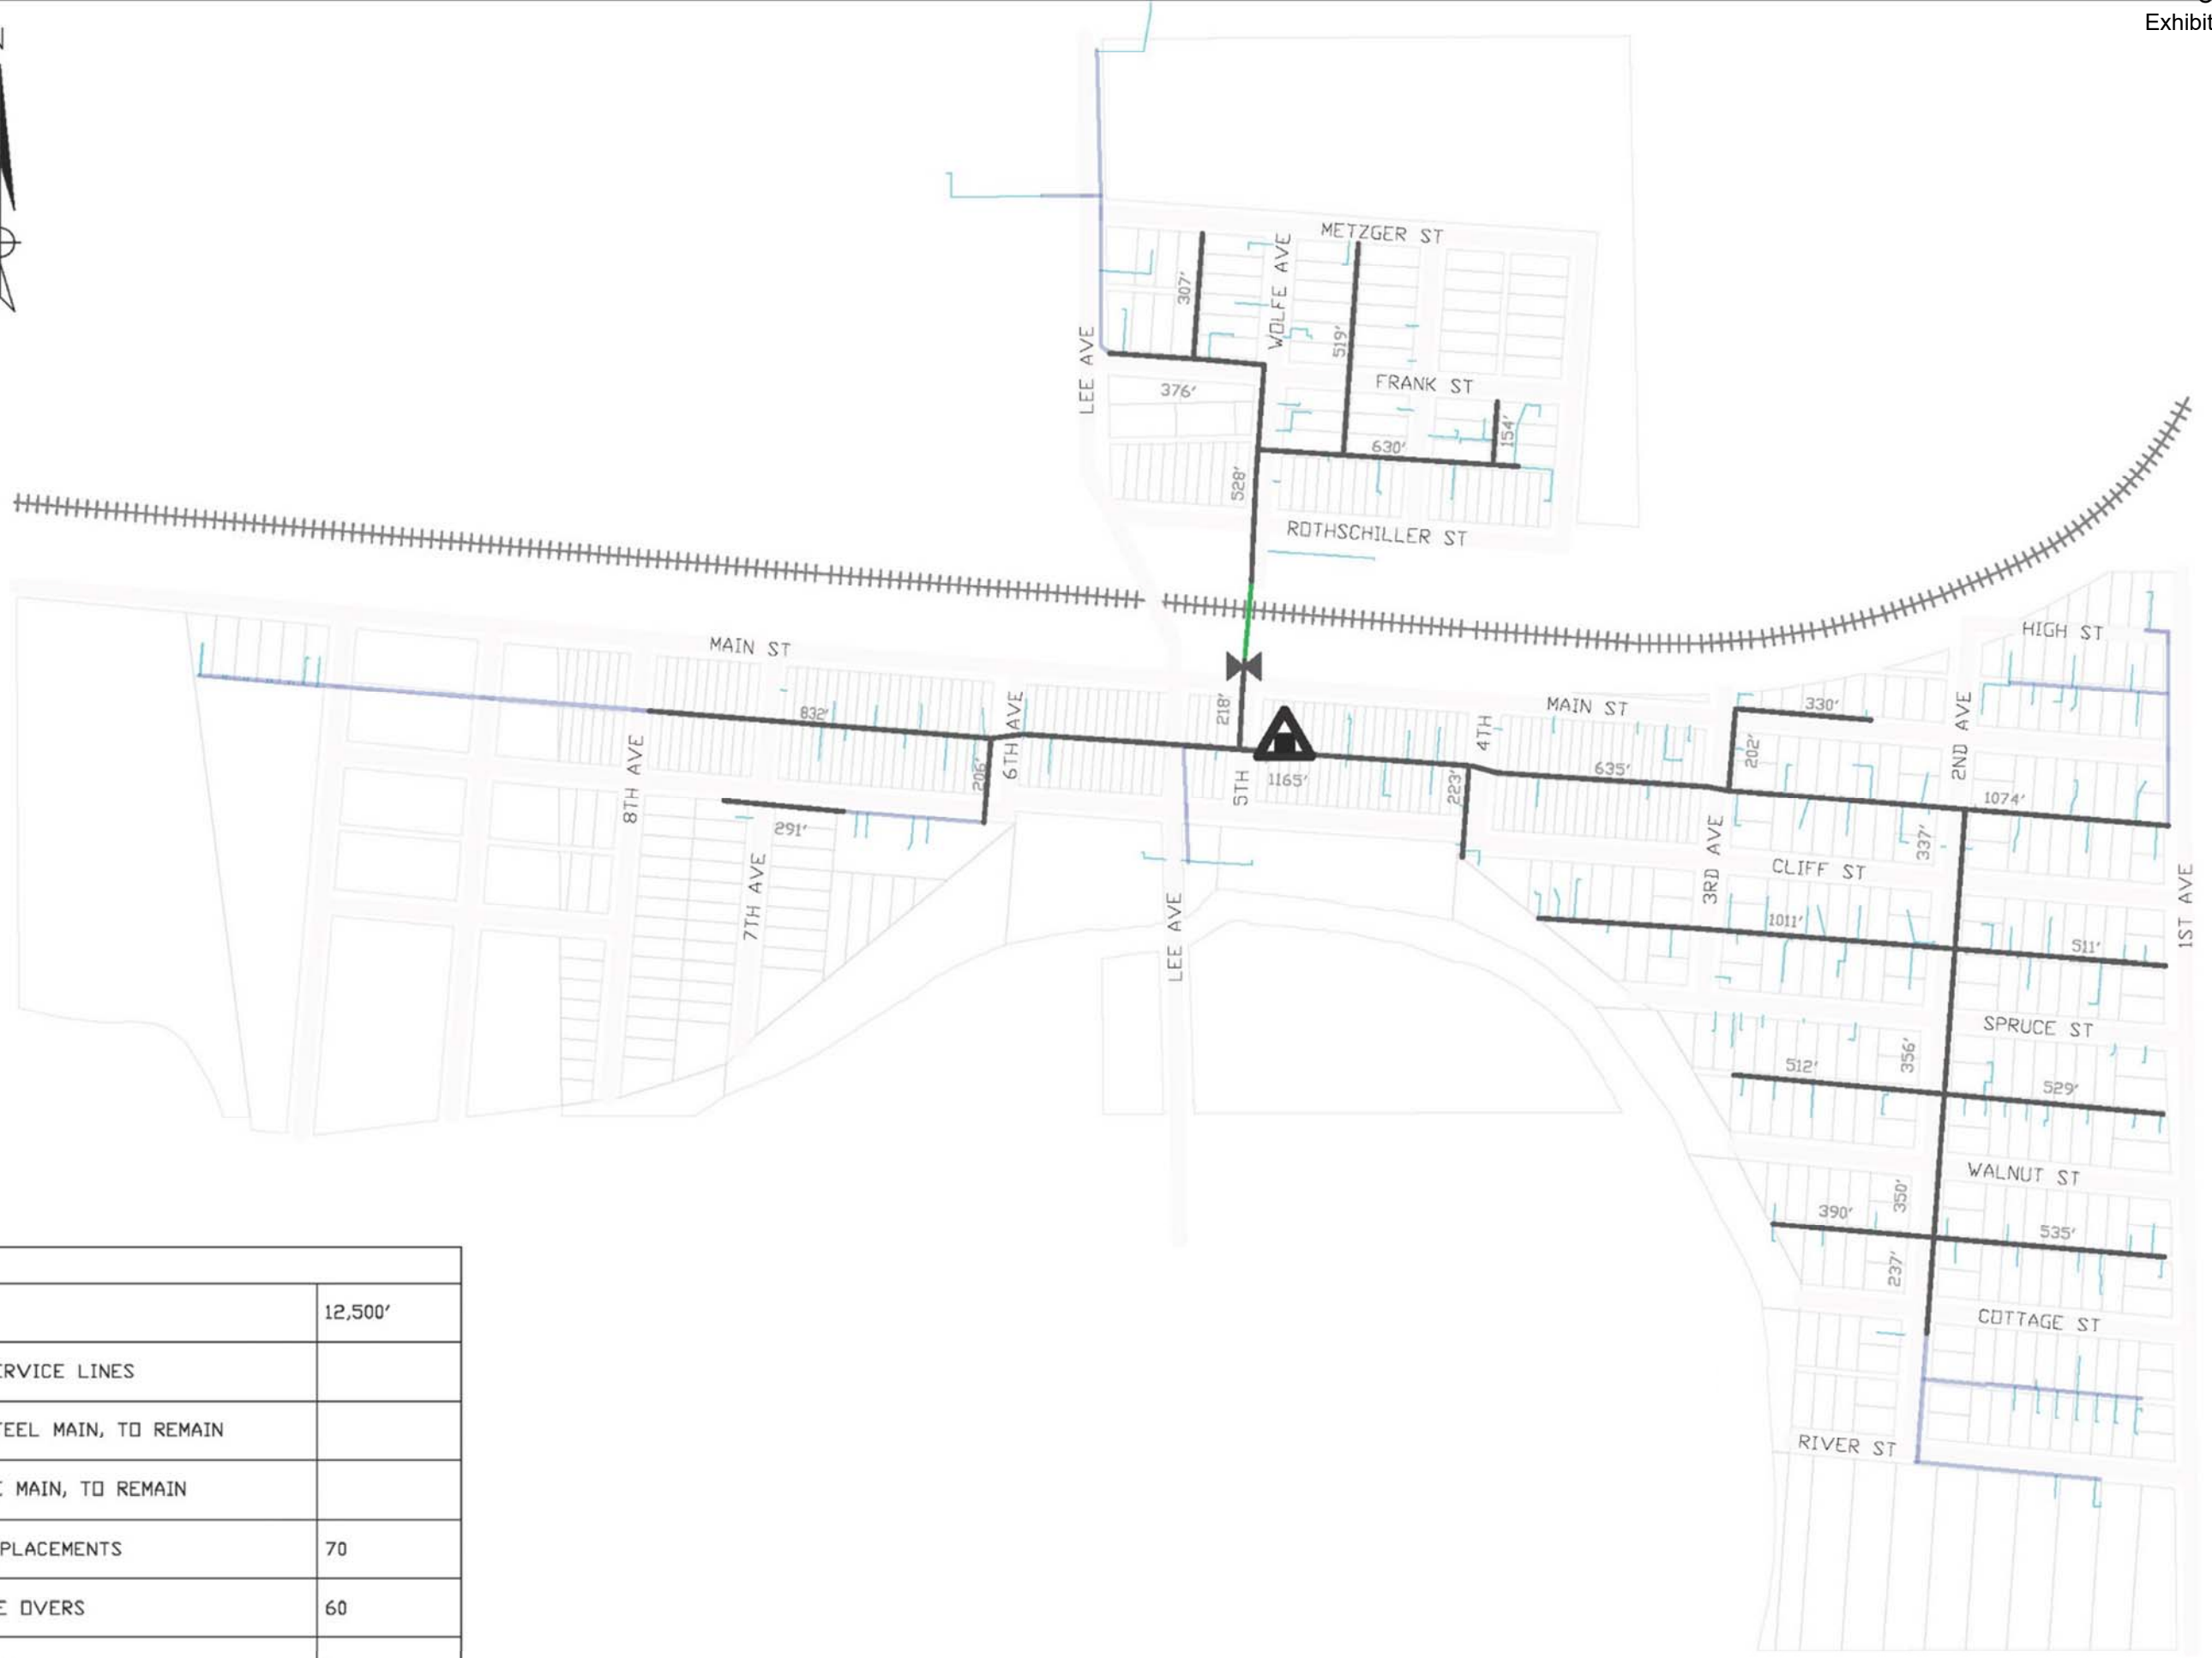 Exhibit
METZGER ST
WOLFE AVE
307'
519'
LEE AVE
FRANK ST
376'
154'
630'
528'
ROTHSCHILLER ST
HIGH ST
MAIN ST
6TH AVE
218'
4TH
MAIN ST
330'
2ND AVE
832'
202'
8TH AVE
206'
5TH
1165'
223'
635'
1074'
291'
337'
3RD AVE
CLIFF ST
7TH AVE
LEE AVE
1ST AVE
1011'
511'
SPRUCE ST
512'
356'
529'
WALNUT ST
350'
390'
535'
237'
COTTAGE ST
RIVER ST
12,500'
ERVICE LINES
TEEL MAIN, TO REMAIN
E MAIN, TO REMAIN
PLACEMENTS 70
E OVERS 60